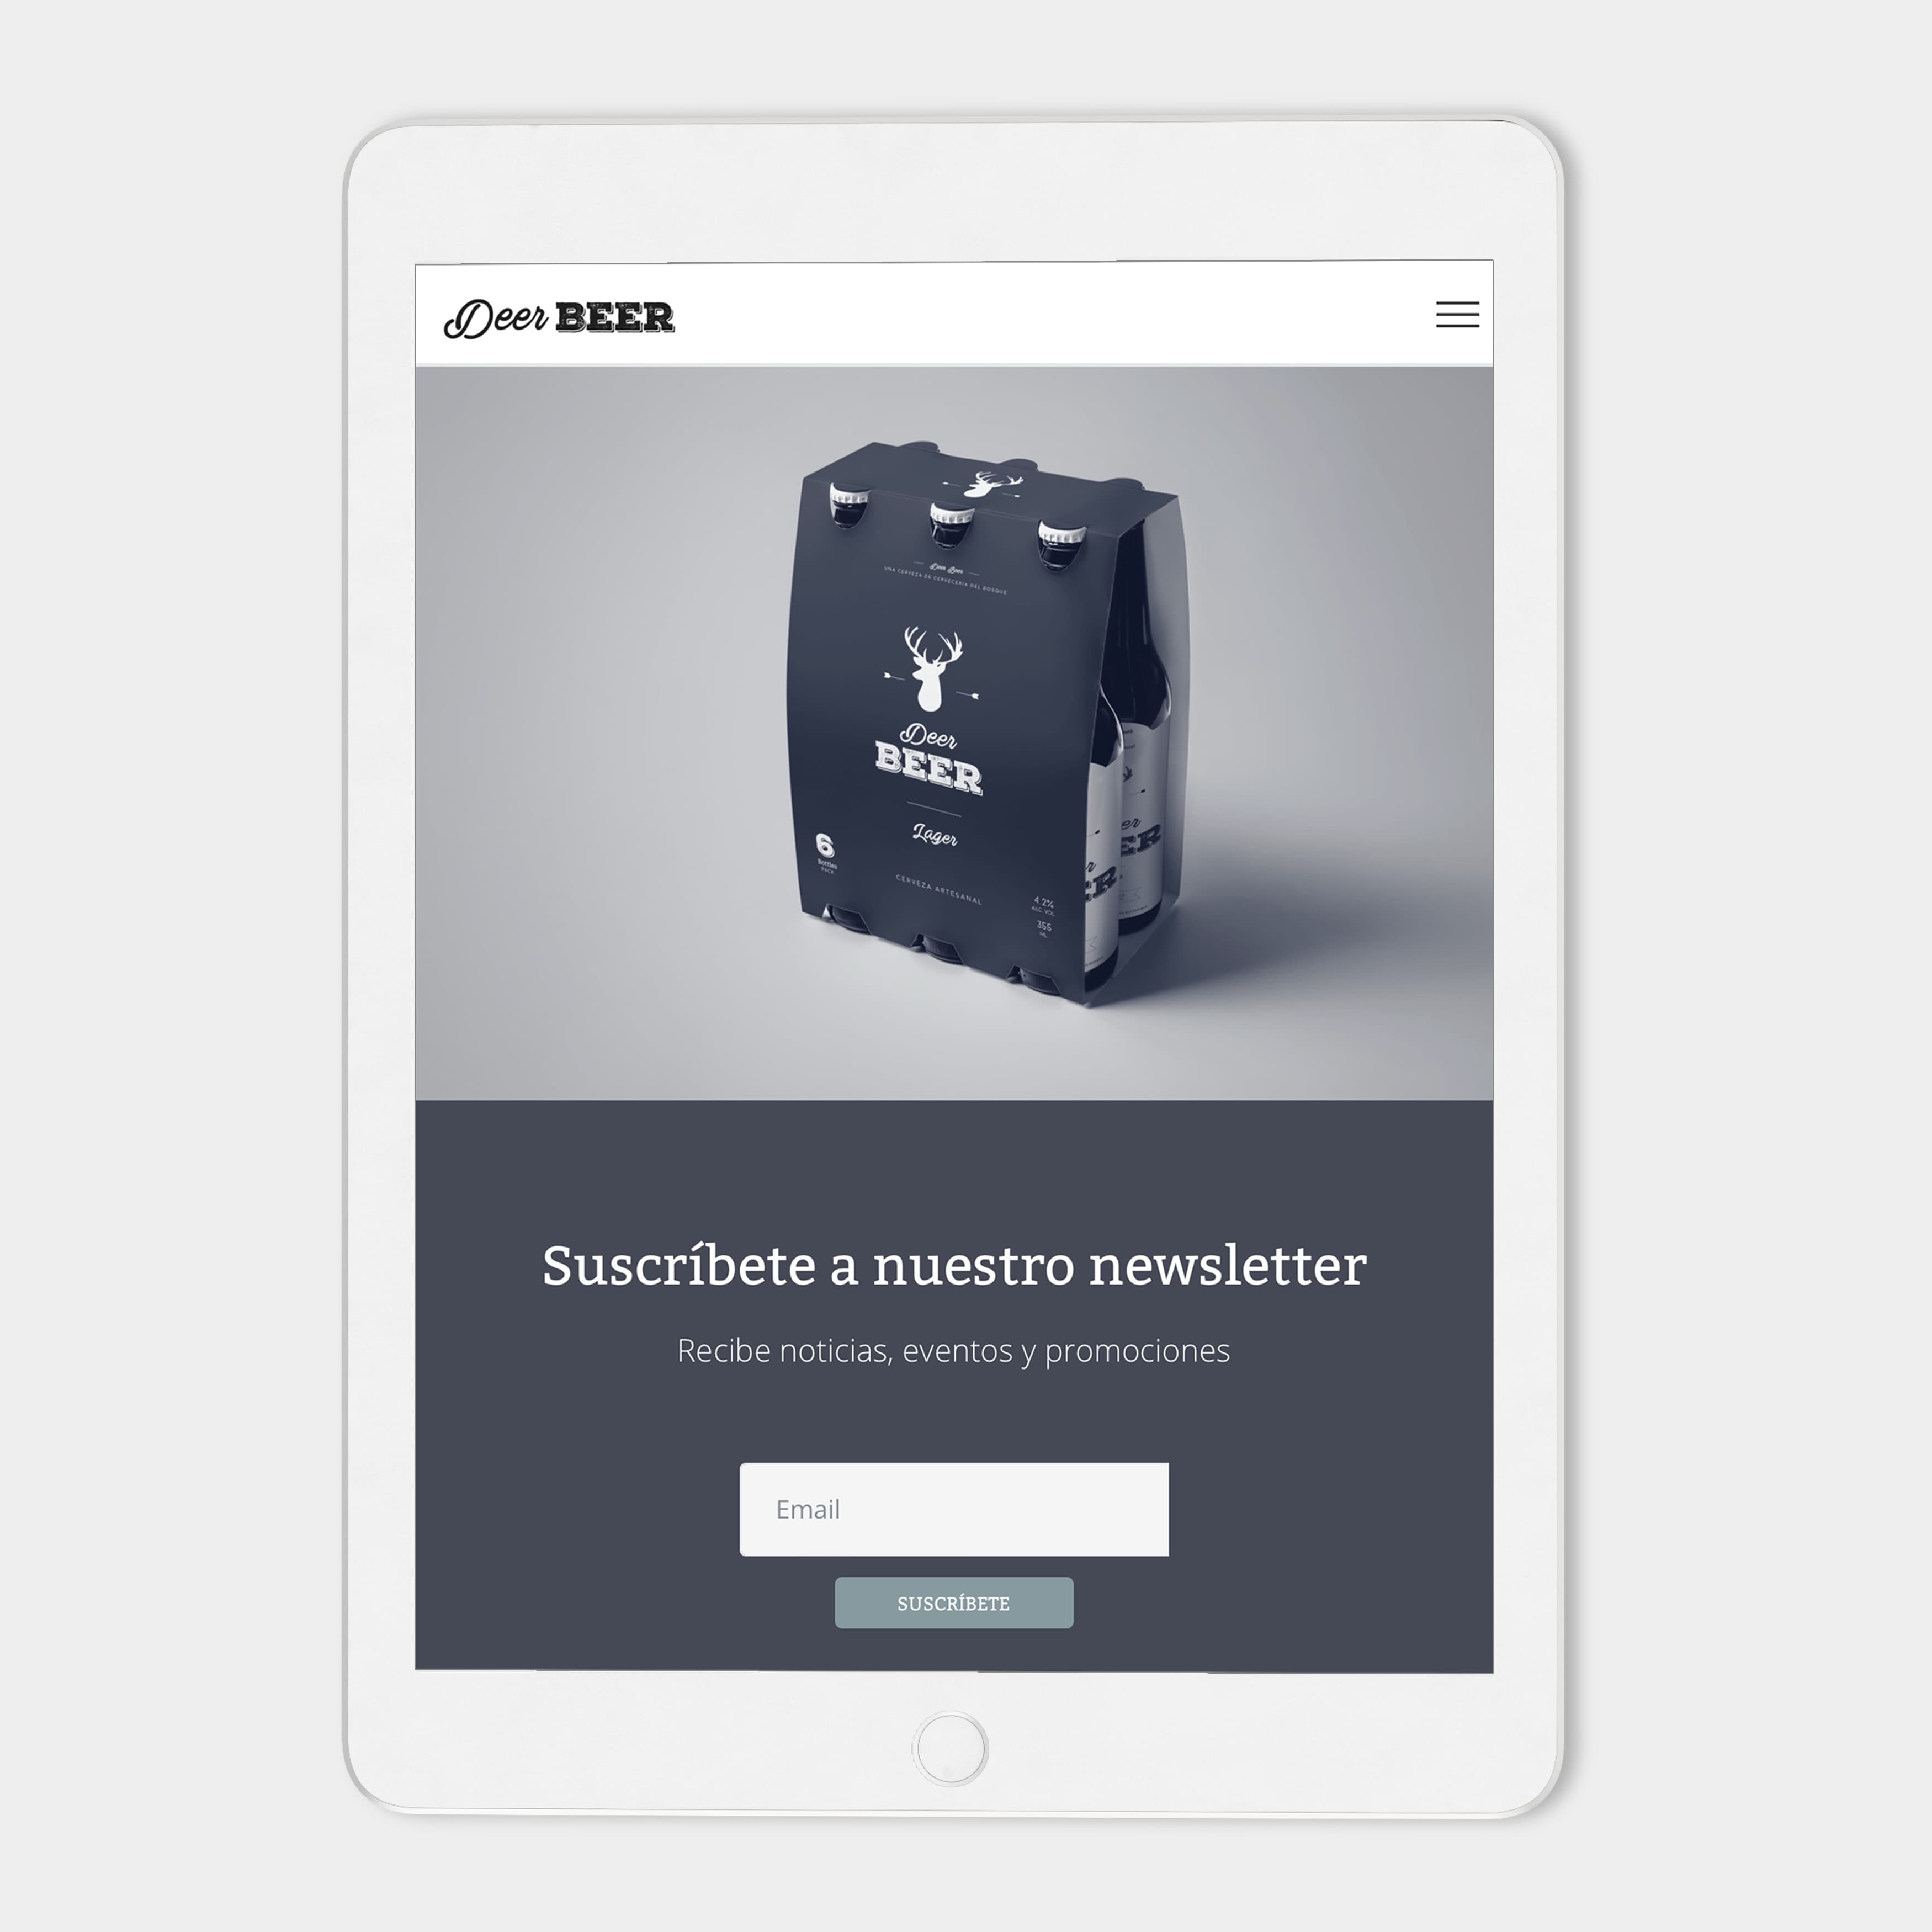 Deer BEER
Deer Beer
UNA CERVEZA DE CERVECERIA DEL BOSQUE
Deer
BEER
Lager
6
Bottles
PACK
CERVEZA ARTESANAL
4.2%
ALC. VOL
355
ML
Suscríbete a nuestro newsletter
Recibe noticias, eventos y promociones
Email
SUSCRÍBETE